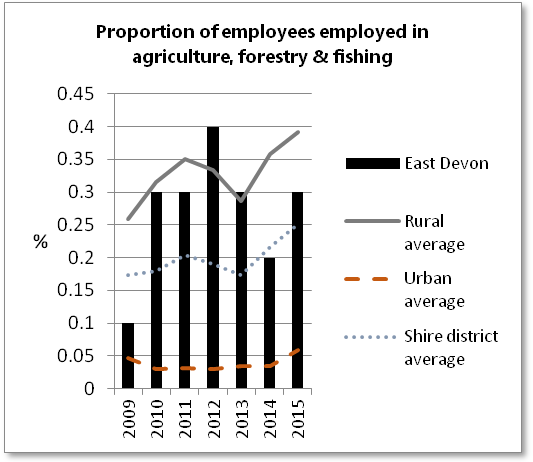 Proportion of employees employed in
agriculture, forestry & fishing
0.45
0.4
0.35
0.3
0.25
0.2
0.15
0.1
0.05
0
%
2009
2010
2011
2012
2013
2014
2015
East Devon
Rural
average
Urban
average
Shire district
average